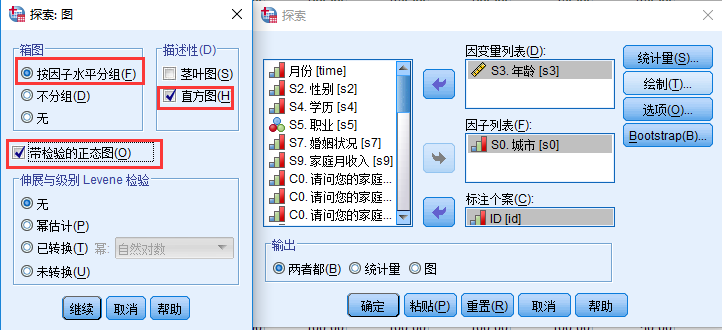 探索: 图
箱图
按因子水平分组(F)
不分组(D)
无
描述性(D)
茎叶图(S)
直方图(H
带检验的正态图(O)
伸展与级别 Levene 检验
无
幂估计(P)
已转换(T) 幂: 自然对数
未转换(U)
继续 取消 帮助
探索
月份 [time]
S2. 性别 [s2]
S4. 学历 [s4]
S5. 职业 [s5]
S7. 婚姻状况 [s7]
S9. 家庭月收入 [s9]
C0. 请问您的家庭...
C0. 请问您的家庭...
C0. 请问您的家庭...
因变量列表(D):
S3. 年龄 [s3]
因子列表(F):
S0. 城市 [s0]
标注个案(C):
ID [id]
统计量(S)...
绘制(T)...
选项(O)...
Bootstrap(B)...
输出
两者都(B) 统计量 图
确定 粘贴(P) 重置(R) 取消 帮助